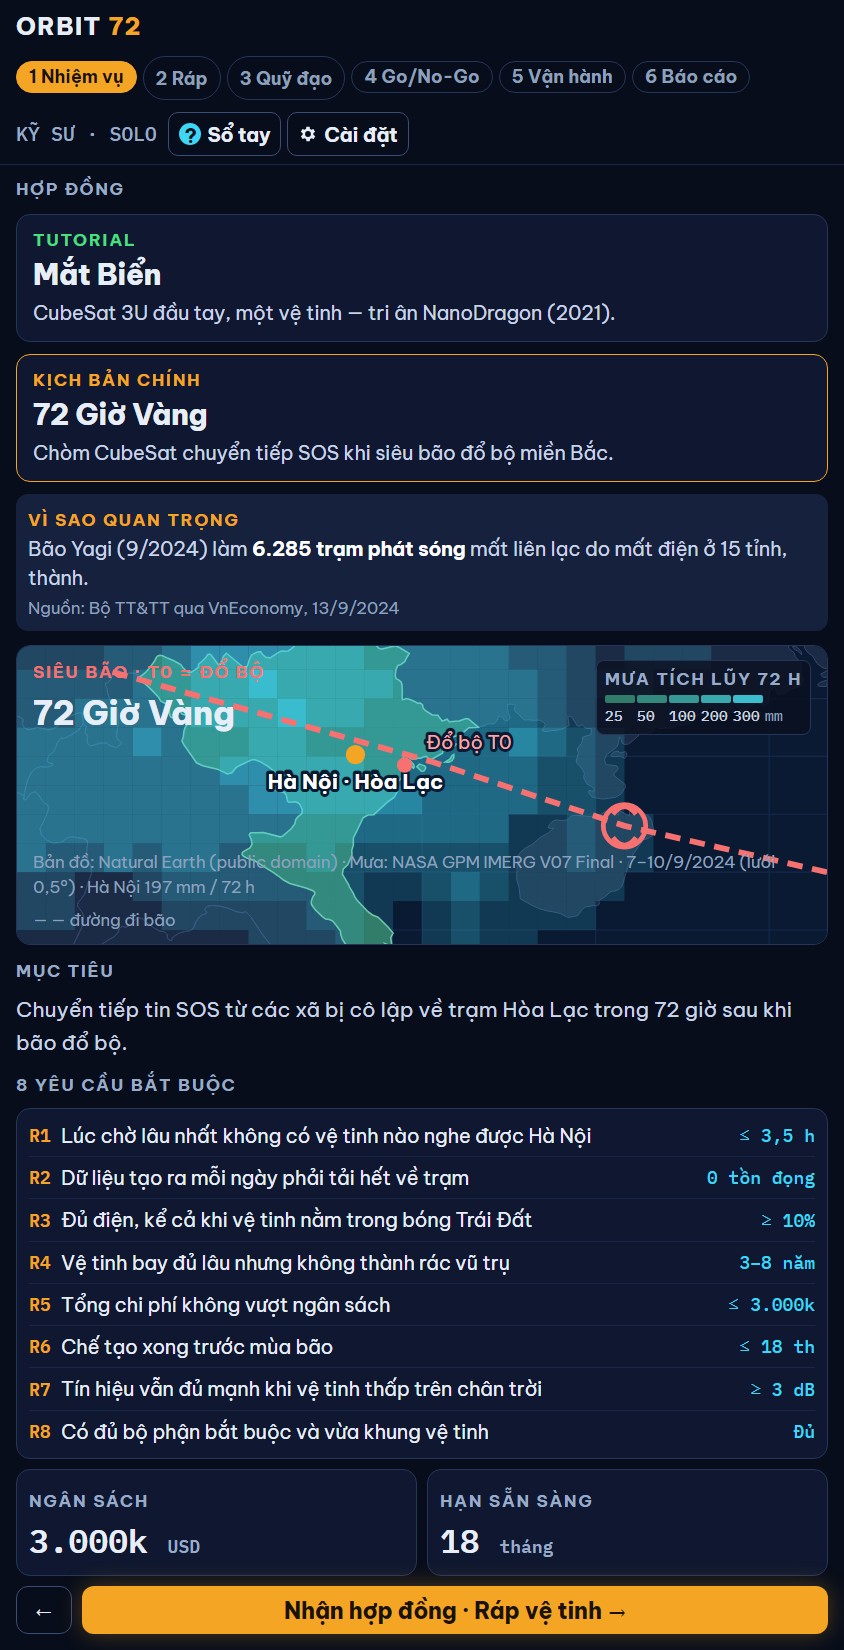 ORBIT 72
1 Nhiệm vụ 2 Ráp 3 Quỹ đạo 4 Go/No-Go 5 Vận hành 6 Báo cáo
KỸ SƯ · SOLO ? Sổ tay Cài đặt
HỢP ĐỒNG
TUTORIAL
Mắt Biển
CubeSat 3U đầu tay, một vệ tinh — tri ân NanoDragon (2021).
KỊCH BẢN CHÍNH
72 Giờ Vàng
Chòm CubeSat chuyển tiếp SOS khi siêu bão đổ bộ miền Bắc.
VÌ SAO QUAN TRỌNG
Bão Yagi (9/2024) làm 6.285 trạm phát sóng mất liên lạc do mất điện ở 15 tỉnh,
thành.
Nguồn: Bộ TT&TT qua VnEconomy, 13/9/2024
SIÊU BÃO · T0 = ĐỔ BỘ
72 Giờ Vàng
MƯA TÍCH LŨY 72 H
25 50 100 200 300 mm
Đổ bộ T0
Hà Nội · Hòa Lạc
Bản đồ: Natural Earth (public domain) · Mưa: NASA GPM IMERG V07 Final · 7–10/9/2024 (lưới
0,5°) · Hà Nội 197 mm / 72 h
— — đường đi bão
MỤC TIÊU
Chuyển tiếp tin SOS từ các xã bị cô lập về trạm Hòa Lạc trong 72 giờ sau khi
bão đổ bộ.
8 YÊU CẦU BẮT BUỘC
R1 Lúc chờ lâu nhất không có vệ tinh nào nghe được Hà Nội ≤ 3,5 h
R2 Dữ liệu tạo ra mỗi ngày phải tải hết về trạm 0 tồn đọng
R3 Đủ điện, kể cả khi vệ tinh nằm trong bóng Trái Đất ≥ 10%
R4 Vệ tinh bay đủ lâu nhưng không thành rác vũ trụ 3–8 năm
R5 Tổng chi phí không vượt ngân sách ≤ 3.000k
R6 Chế tạo xong trước mùa bão ≤ 18 th
R7 Tín hiệu vẫn đủ mạnh khi vệ tinh thấp trên chân trời ≥ 3 dB
R8 Có đủ bộ phận bắt buộc và vừa khung vệ tinh Đủ
NGÂN SÁCH
3.000k USD
HẠN SẴN SÀNG
18 tháng
← Nhận hợp đồng · Ráp vệ tinh →